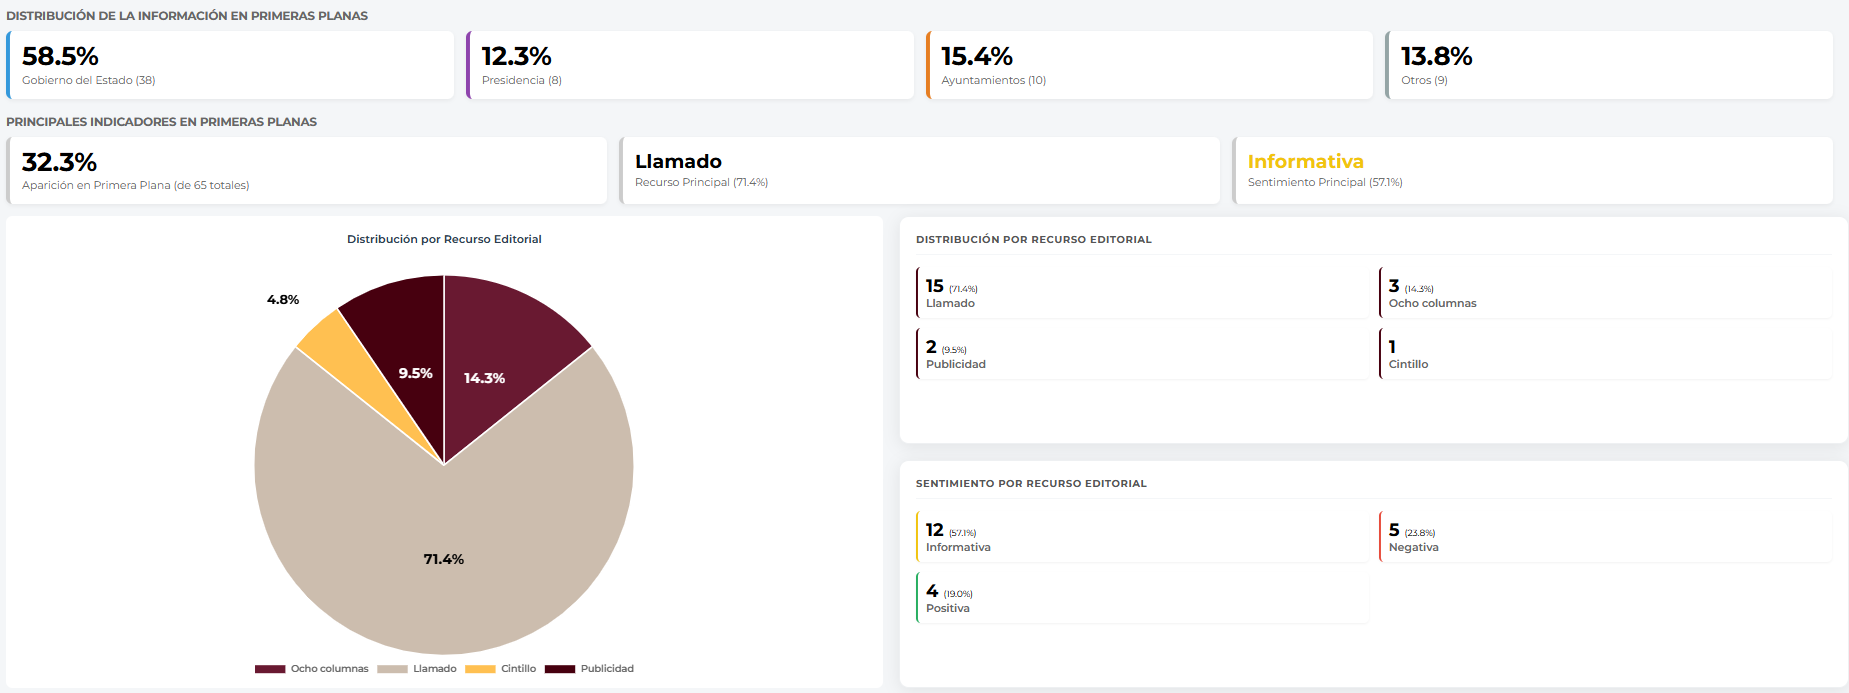 DISTRIBUCIÓN DE LA INFORMACIÓN EN PRIMERAS PLANAS
58.5%
Gobierno del Estado (38)
12.3%
Presidencia (8)
15.4%
Ayuntamientos (10)
13.8%
Otros (9)
PRINCIPALES INDICADORES EN PRIMERAS PLANAS
32.3%
Aparición en Primera Plana (de 65 totales)
Llamado
Recurso Principal (71.4%)
Informativa
Sentimiento Principal (57.1%)
Distribución por Recurso Editorial
4.8%
9.5%
14.3%
71.4%
Ocho columnas
Llamado
Cintillo
Publicidad
DISTRIBUCIÓN POR RECURSO EDITORIAL
15 (71.4%)
Llamado
3 (14.3%)
Ocho columnas
2 (9.5%)
Publicidad
1
Cintillo
SENTIMIENTO POR RECURSO EDITORIAL
12 (57.1%)
Informativa
5 (23.8%)
Negativa
4 (19.0%)
Positiva